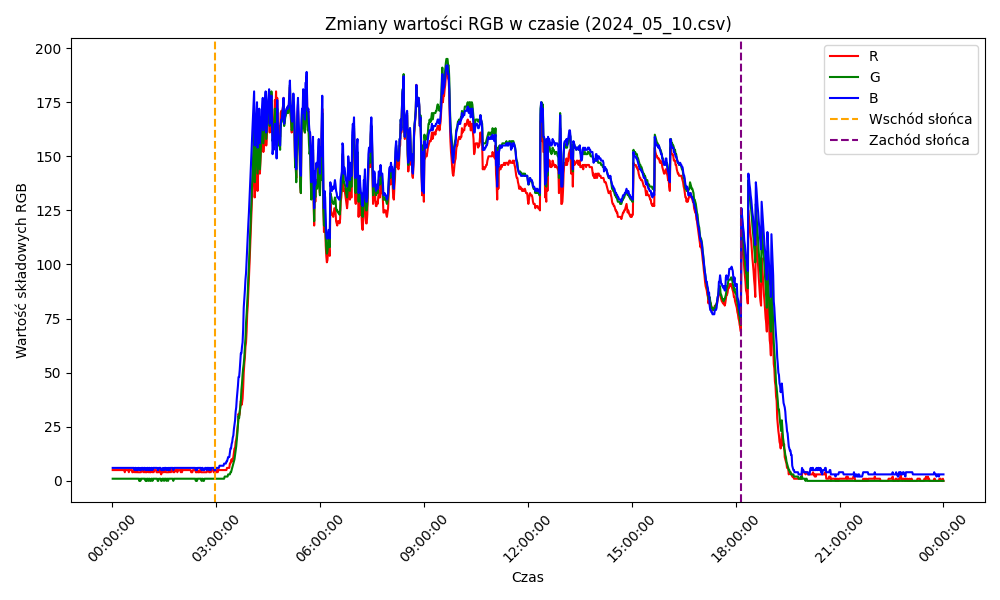 Zmiany wartości RGB w czasie (2024_05_10.csv)
Wartość składowych RGB
200
175
150
125
100
75
50
25
0
R
G
B
Wschód słońca
Zachód słońca
00:00:00
03:00:00
06:00:00
09:00:00
12:00:00
15:00:00
18:00:00
21:00:00
00:00:00
Czas